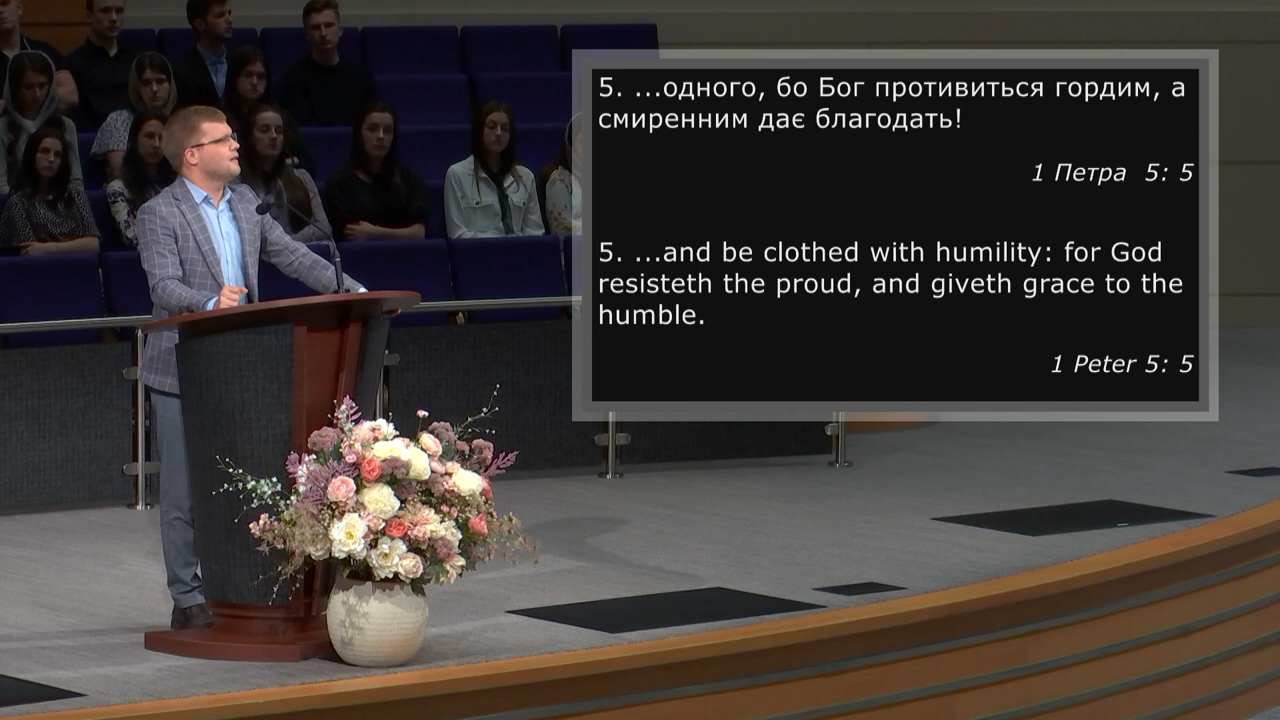 5. ...одного, бо Бог противиться гордим, а
смиренним дає благодать!
1 Петра 5: 5
5. ...and be clothed with humility: for God
resisteth the proud, and giveth grace to the
humble.
1 Peter 5: 5